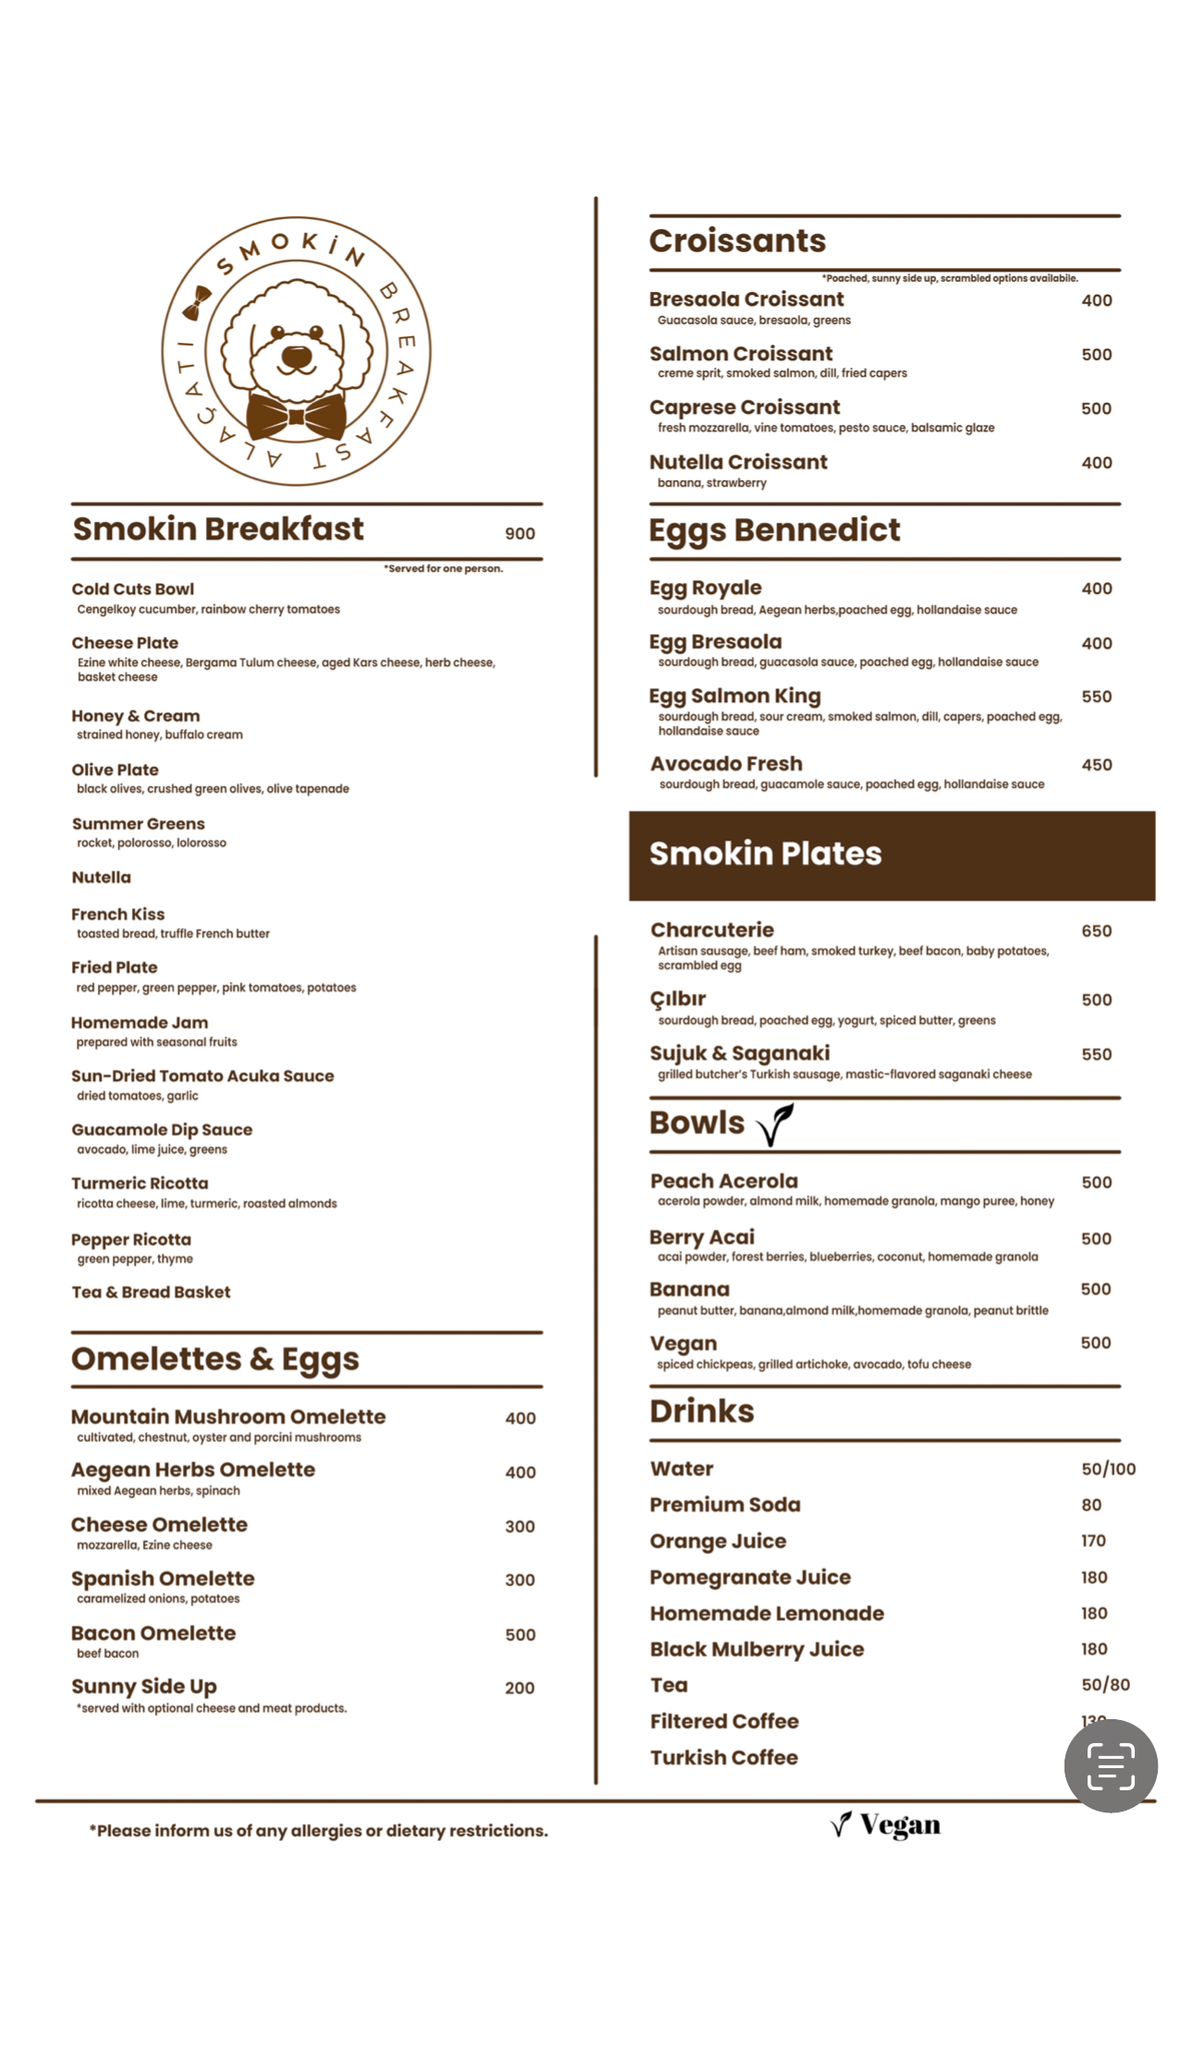 SMOKİN BREAKFAST ALAÇATI
Smokin Breakfast 900
*Served for one person.
Cold Cuts Bowl
Cengelkoy cucumber, rainbow cherry tomatoes
Cheese Plate
Ezine white cheese, Bergama Tulum cheese, aged Kars cheese, herb cheese,
basket cheese
Honey & Cream
strained honey, buffalo cream
Olive Plate
black olives, crushed green olives, olive tapenade
Summer Greens
rocket, polorosso, lolorosso
Nutella
French Kiss
toasted bread, truffle French butter
Fried Plate
red pepper, green pepper, pink tomatoes, potatoes
Homemade Jam
prepared with seasonal fruits
Sun-Dried Tomato Acuka Sauce
dried tomatoes, garlic
Guacamole Dip Sauce
avocado, lime juice, greens
Turmeric Ricotta
ricotta cheese, lime, turmeric, roasted almonds
Pepper Ricotta
green pepper, thyme
Tea & Bread Basket
Omelettes & Eggs
Mountain Mushroom Omelette 400
cultivated, chestnut, oyster and porcini mushrooms
Aegean Herbs Omelette 400
mixed Aegean herbs, spinach
Cheese Omelette 300
mozzarella, Ezine cheese
Spanish Omelette 300
caramelized onions, potatoes
Bacon Omelette 500
beef bacon
Sunny Side Up 200
*served with optional cheese and meat products.
Croissants
*Poached, sunny side up, scrambled options availabile.
Bresaola Croissant 400
Guacasola sauce, bresaola, greens
Salmon Croissant 500
creme sprit, smoked salmon, dill, fried capers
Caprese Croissant 500
fresh mozzarella, vine tomatoes, pesto sauce, balsamic glaze
Nutella Croissant 400
banana, strawberry
Eggs Bennedict
Egg Royale 400
sourdough bread, Aegean herbs,poached egg, hollandaise sauce
Egg Bresaola 400
sourdough bread, guacasola sauce, poached egg, hollandaise sauce
Egg Salmon King 550
sourdough bread, sour cream, smoked salmon, dill, capers, poached egg,
hollandaise sauce
Avocado Fresh 450
sourdough bread, guacamole sauce, poached egg, hollandaise sauce
Smokin Plates
Charcuterie 650
Artisan sausage, beef ham, smoked turkey, beef bacon, baby potatoes,
scrambled egg
Çılbır 500
sourdough bread, poached egg, yogurt, spiced butter, greens
Sujuk & Saganaki 550
grilled butcher's Turkish sausage, mastic-flavored saganaki cheese
Bowls
Peach Acerola 500
acerola powder, almond milk, homemade granola, mango puree, honey
Berry Acai 500
acai powder, forest berries, blueberries, coconut, homemade granola
Banana 500
peanut butter, banana,almond milk,homemade granola, peanut brittle
Vegan 500
spiced chickpeas, grilled artichoke, avocado, tofu cheese
Drinks
Water 50/100
Premium Soda 80
Orange Juice 170
Pomegranate Juice 180
Homemade Lemonade 180
Black Mulberry Juice 180
Tea 50/80
Filtered Coffee
Turkish Coffee
*Please inform us of any allergies or dietary restrictions.
Vegan